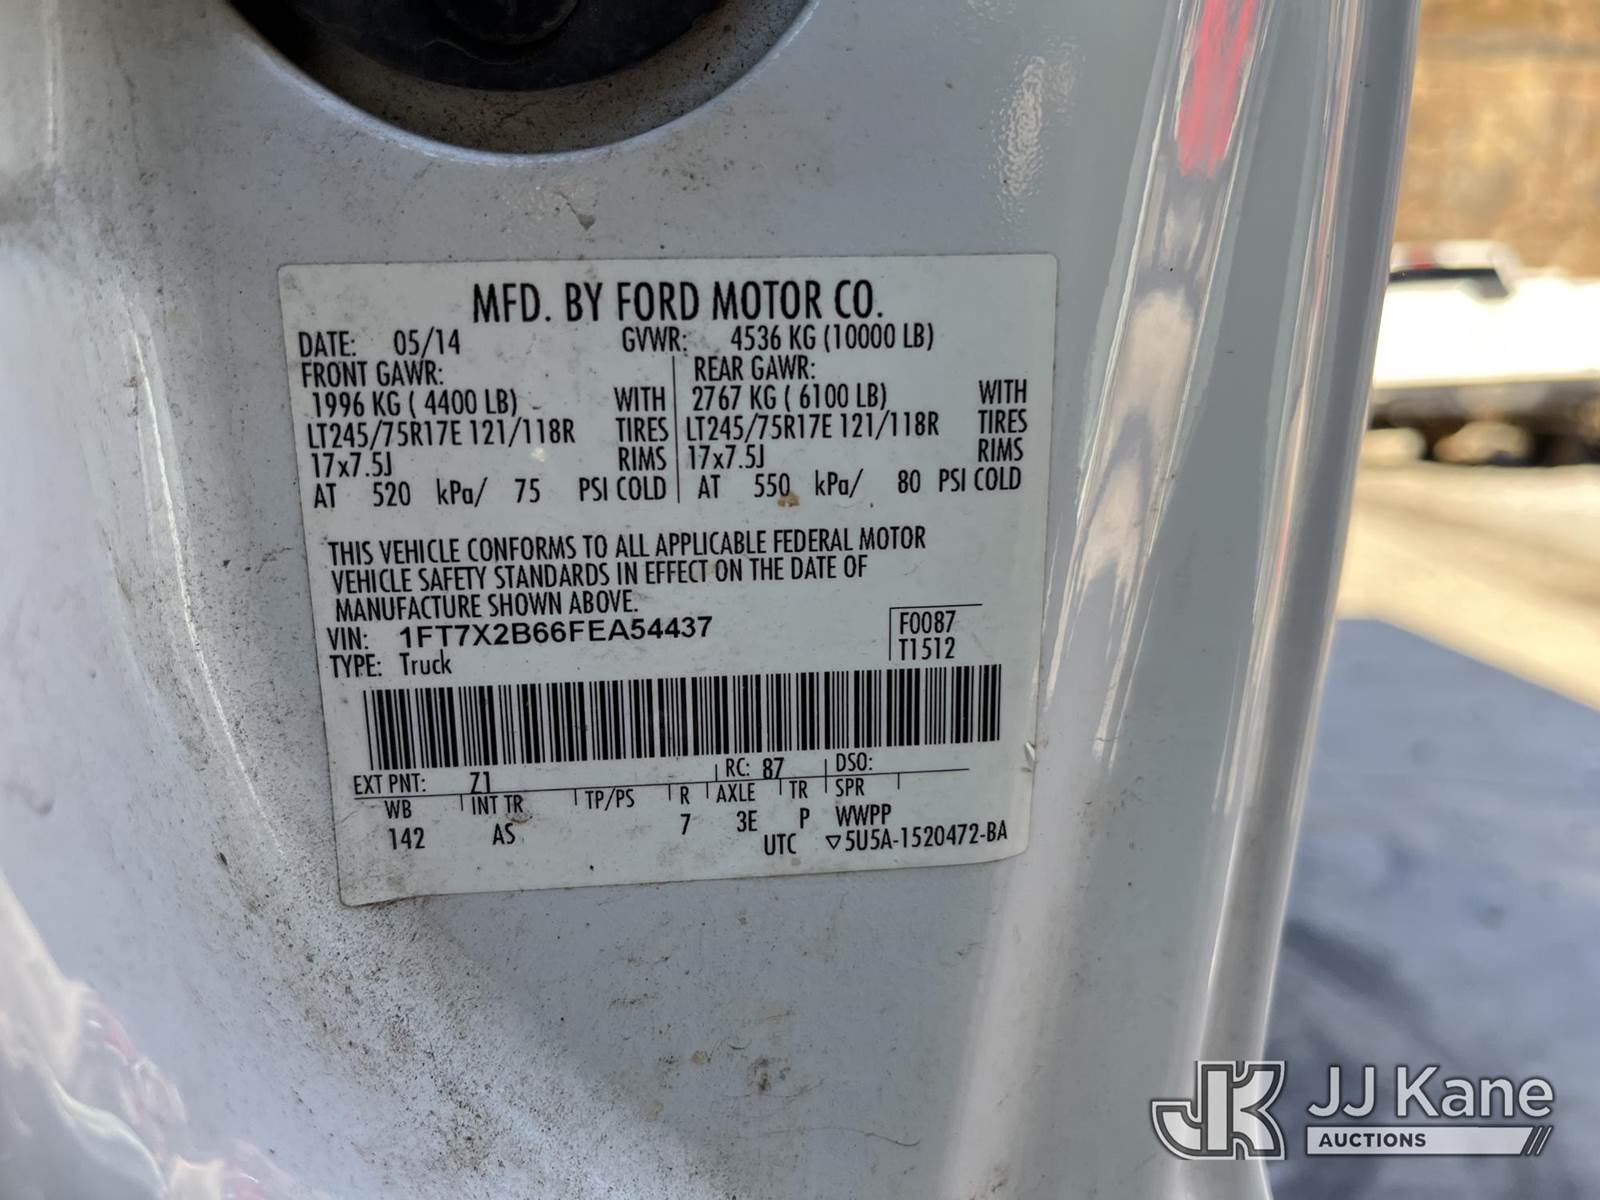 MFD. BY FORD MOTOR CO.
DATE: 05/14 GVWR: 4536 KG (10000 LB)
FRONT GAWR: REAR GAWR:
1996 KG ( 4400 LB) WITH 2767 KG ( 6100 LB) WITH
LT245/75R17E 121/118R TIRES LT245/75R17E 121/118R TIRES
17x7.5J RIMS 17x7.5J RIMS
AT 520 kPa/ 75 PSI COLD AT 550 kPa/ 80 PSI COLD
THIS VEHICLE CONFORMS TO ALL APPLICABLE FEDERAL MOTOR
VEHICLE SAFETY STANDARDS IN EFFECT ON THE DATE OF
MANUFACTURE SHOWN ABOVE.
VIN: 1FT7X2B66FEA54437 F0087
TYPE: Truck T1512
EXT PNT: Z1 RC: 87 DSO:
WB INT TR TP/PS R AXLE TR SPR
142 AS 7 3E P WWPP
UTC ▽5U5A-1520472-BA
JK JJ Kane
AUCTIONS